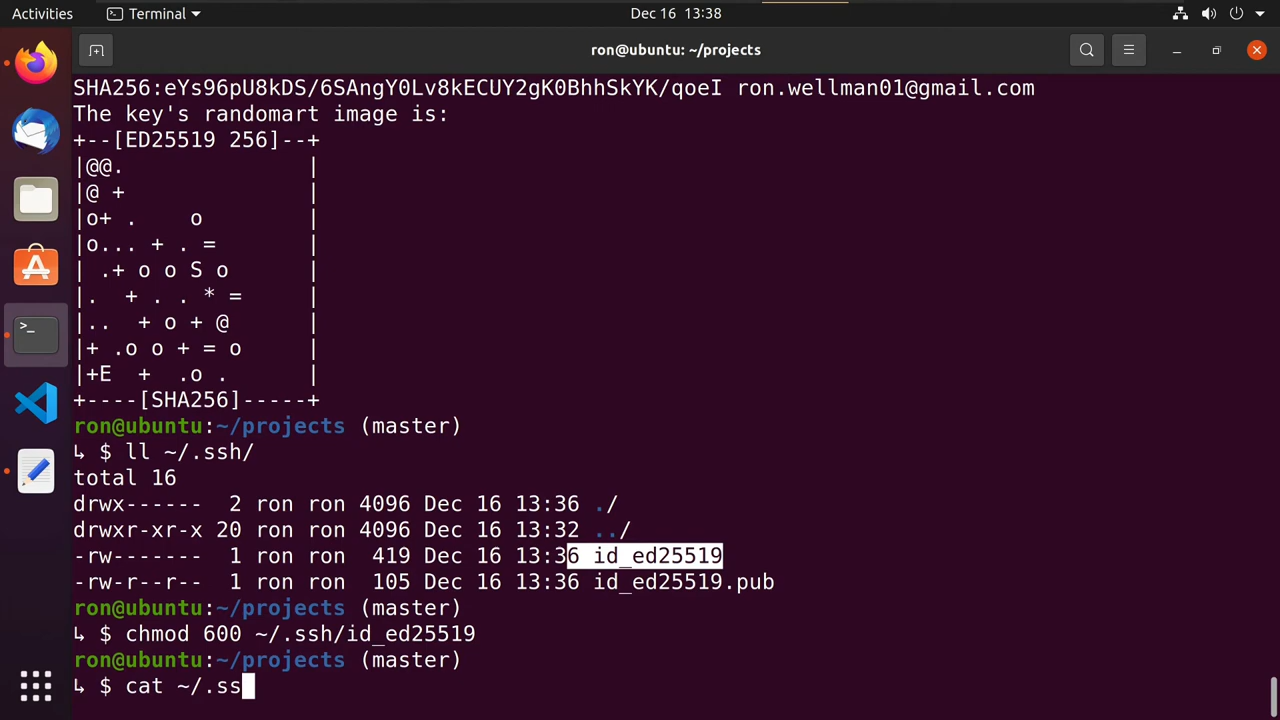 Activities Terminal Dec 16 13:38
ron@ubuntu: ~/projects
SHA256:eYs96pU8kDS/6SAngY0Lv8kECUY2gK0BhhSkYK/qoeI ron.wellman01@gmail.com
The key's randomart image is:
+--[ED25519 256]--+
|@@.              |
|@ +              |
|o+ .    o        |
|o... + . =       |
| .+ o o S o      |
|.  + . . * =     |
|..  + o + @      |
|+ .o o + = o     |
|+E  +  .o .      |
+----[SHA256]-----+
ron@ubuntu:~/projects (master)
↳ $ ll ~/.ssh/
total 16
drwx------  2 ron ron 4096 Dec 16 13:36 ./
drwxr-xr-x 20 ron ron 4096 Dec 16 13:32 ../
-rw-------  1 ron ron  419 Dec 16 13:36 id_ed25519
-rw-r--r--  1 ron ron  105 Dec 16 13:36 id_ed25519.pub
ron@ubuntu:~/projects (master)
↳ $ chmod 600 ~/.ssh/id_ed25519
ron@ubuntu:~/projects (master)
↳ $ cat ~/.ss